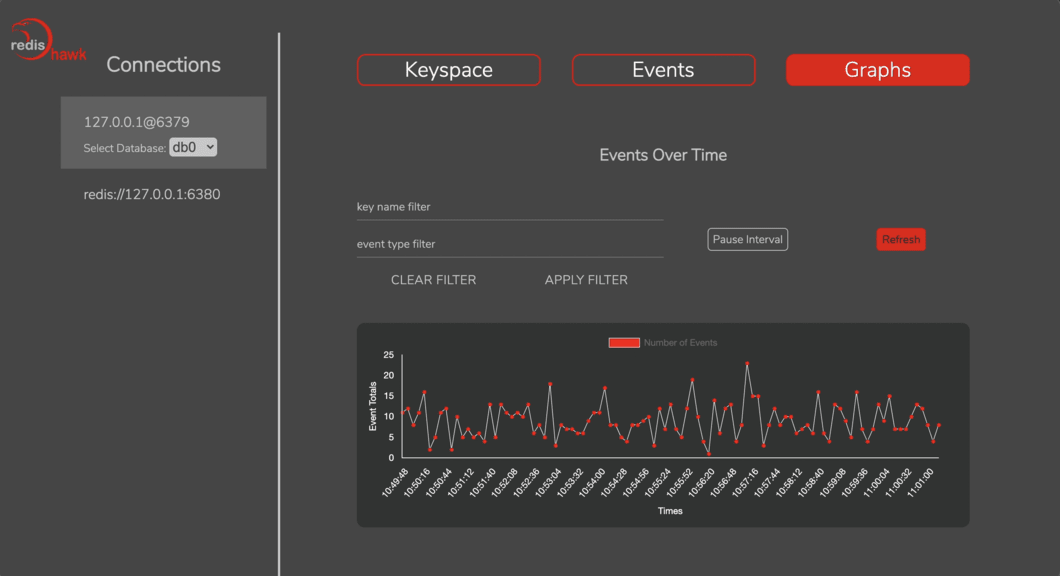 redis
hawk
Connections
127.0.0.1@6379
Select Database: db0
redis://127.0.0.1:6380
Keyspace
Events
Graphs
Events Over Time
key name filter
event type filter
Pause Interval
Refresh
CLEAR FILTER
APPLY FILTER
Number of Events
Event Totals
25
20
15
10
5
0
10:49:48
10:50:16
10:50:44
10:51:12
10:51:40
10:52:08
10:52:36
10:53:04
10:53:32
10:54:00
10:54:28
10:54:56
10:55:24
10:55:52
10:56:20
10:56:48
10:57:16
10:57:44
10:58:12
10:58:40
10:59:08
10:59:36
11:00:04
11:00:32
11:01:00
Times